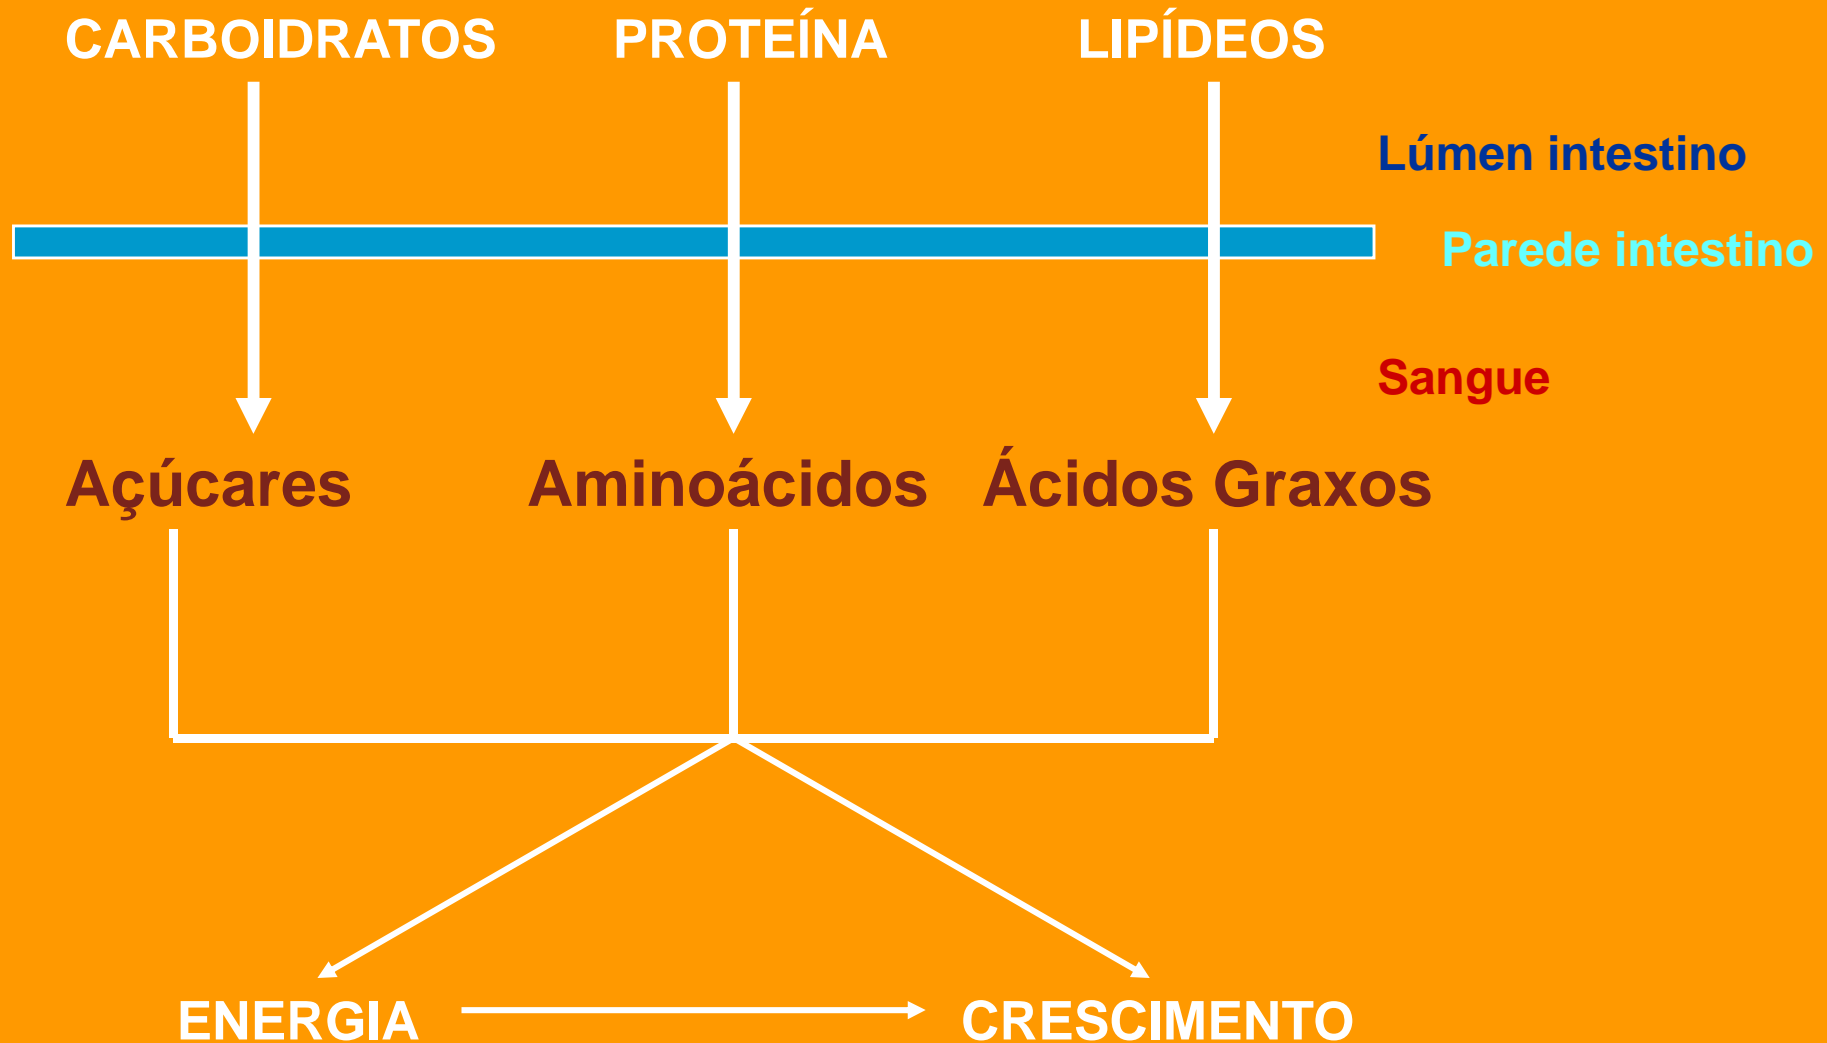 CARBOIDRATOS PROTEÍNA LIPÍDEOS
Lúmen intestino
Parede intestino
Sangue
Açúcares Aminoácidos Ácidos Graxos
ENERGIA CRESCIMENTO